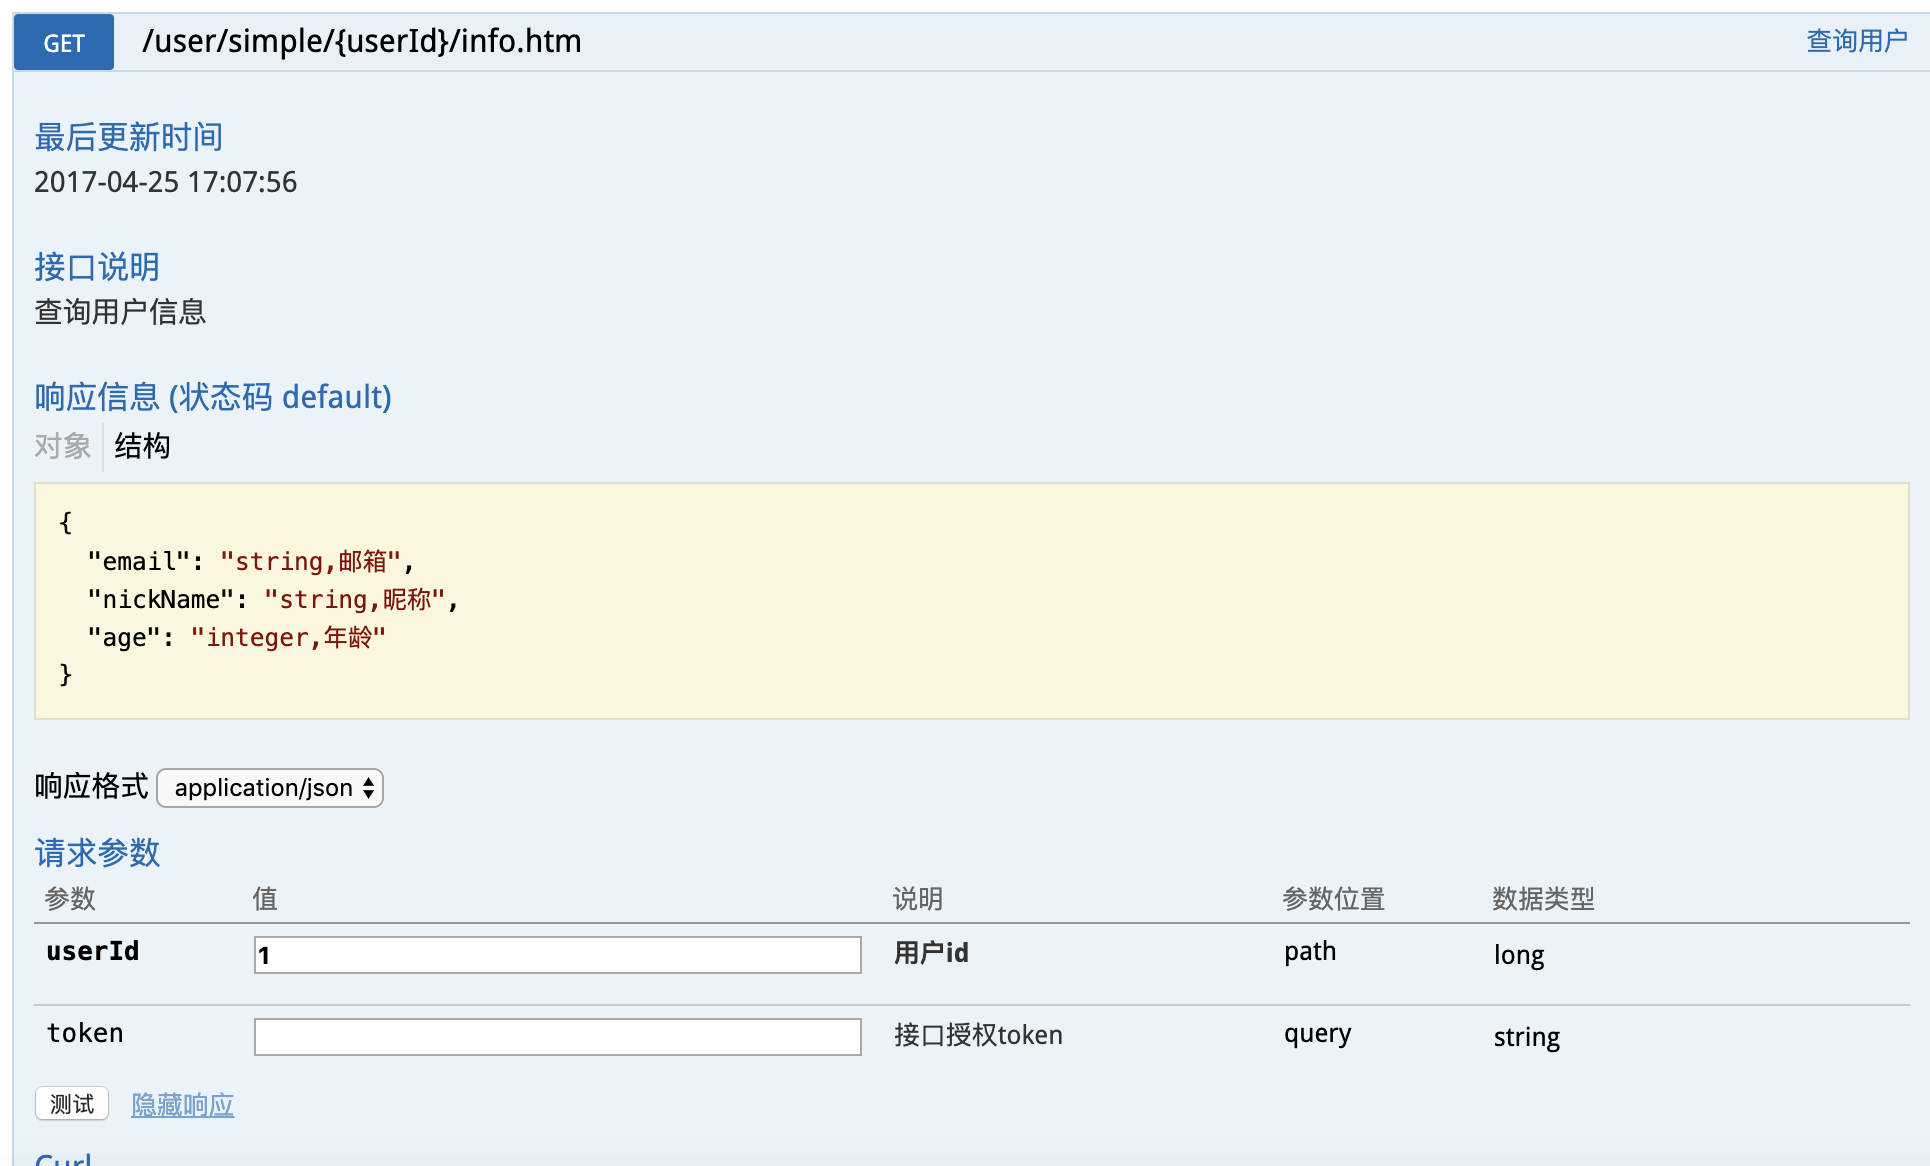 GET /user/simple/{userId}/info.htm 查询用户
最后更新时间
2017-04-25 17:07:56
接口说明
查询用户信息
响应信息 (状态码 default)
对象 结构
{
"email": "string,邮箱",
"nickName": "string,昵称",
"age": "integer,年龄"
}
响应格式 application/json
请求参数
参数 值 说明 参数位置 数据类型
userId 1 用户id path long
token 接口授权token query string
测试 隐藏响应
Curl